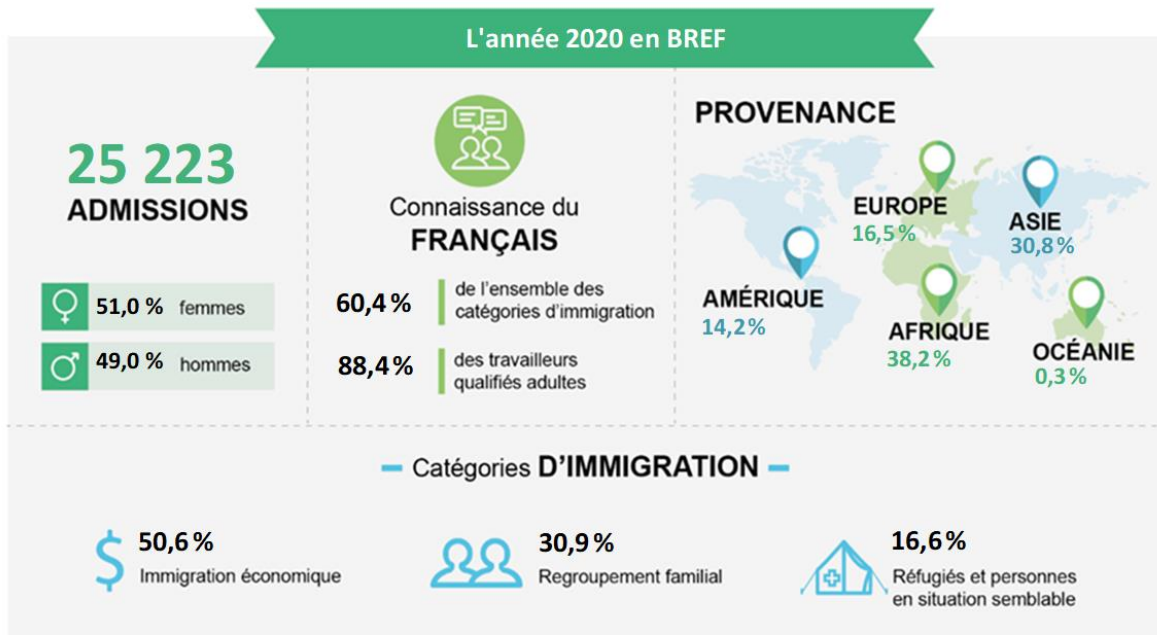 L'année 2020 en BREF
25 223
ADMISSIONS
51,0 % femmes
49,0 % hommes
Connaissance du
FRANÇAIS
60,4 %
de l'ensemble des
catégories d'immigration
88,4 %
des travailleurs
qualifiés adultes
PROVENANCE
EUROPE
16,5 %
ASIE
30,8 %
AMÉRIQUE
14,2 %
AFRIQUE
38,2 %
OCÉANIE
0,3 %
Catégories D'IMMIGRATION
50,6 %
Immigration économique
30,9 %
Regroupement familial
16,6 %
Réfugiés et personnes
en situation semblable